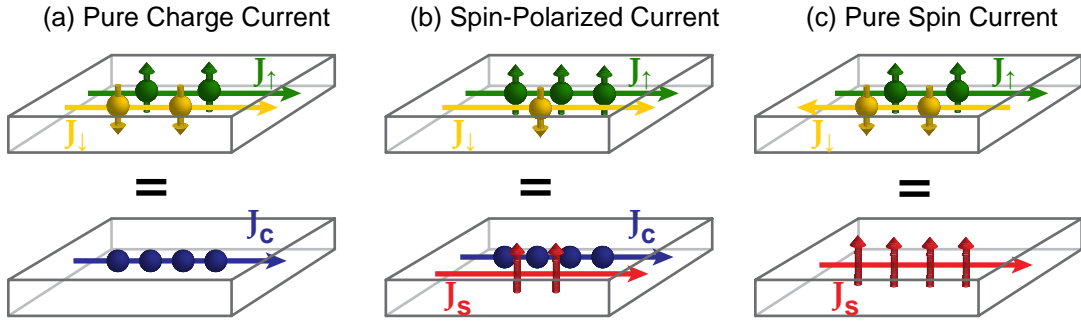 (a) Pure Charge Current
(b) Spin-Polarized Current
(c) Pure Spin Current
J↑
J↓
J↑
J↓
J↑
J↓
=
=
=
Jc
Jc
Js
Js